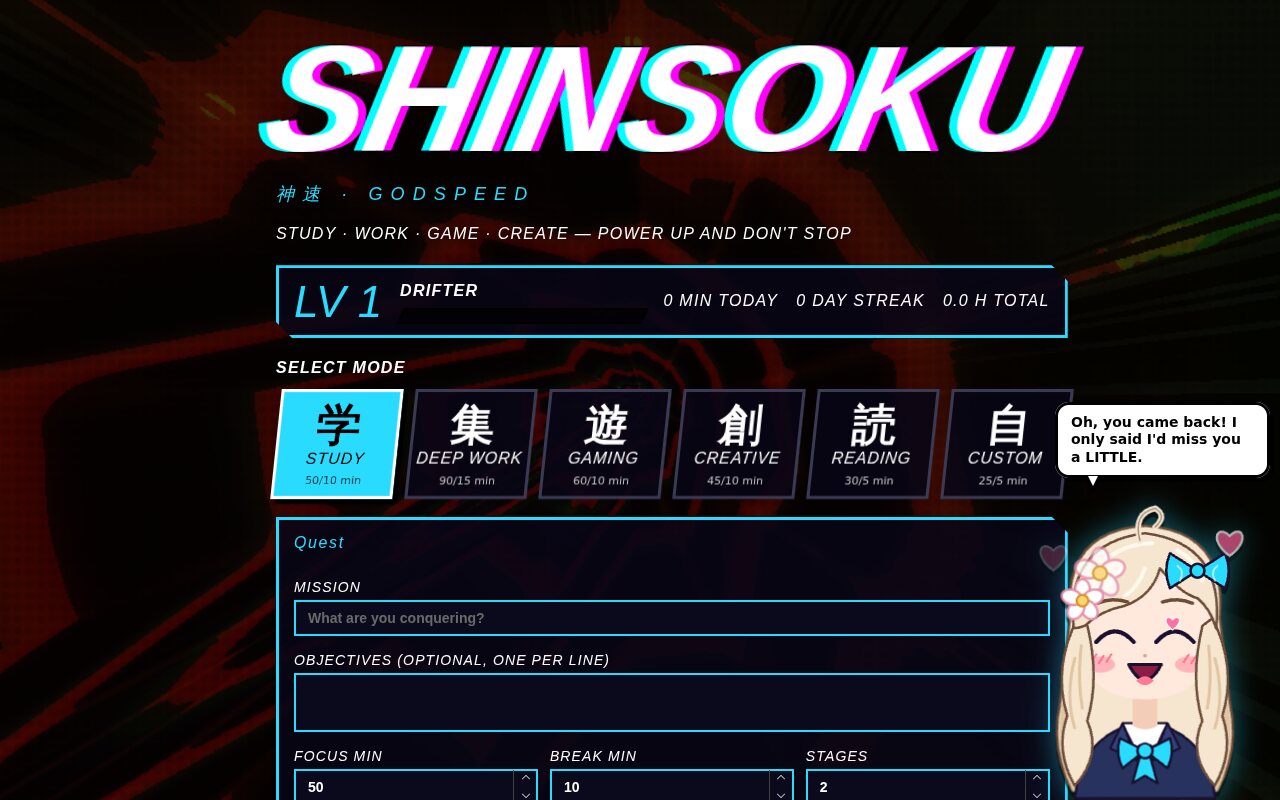 SHINSOKU
神速 · GODSPEED
STUDY · WORK · GAME · CREATE — POWER UP AND DON'T STOP
LV 1
DRIFTER
0 MIN TODAY 0 DAY STREAK 0.0 H TOTAL
SELECT MODE
学
STUDY
50/10 min
集
DEEP WORK
90/15 min
遊
GAMING
60/10 min
創
CREATIVE
45/10 min
読
READING
30/5 min
自
CUSTOM
25/5 min
Oh, you came back! I
only said I'd miss you
a LITTLE.
Quest
MISSION
What are you conquering?
OBJECTIVES (OPTIONAL, ONE PER LINE)
FOCUS MIN
50
BREAK MIN
10
STAGES
2